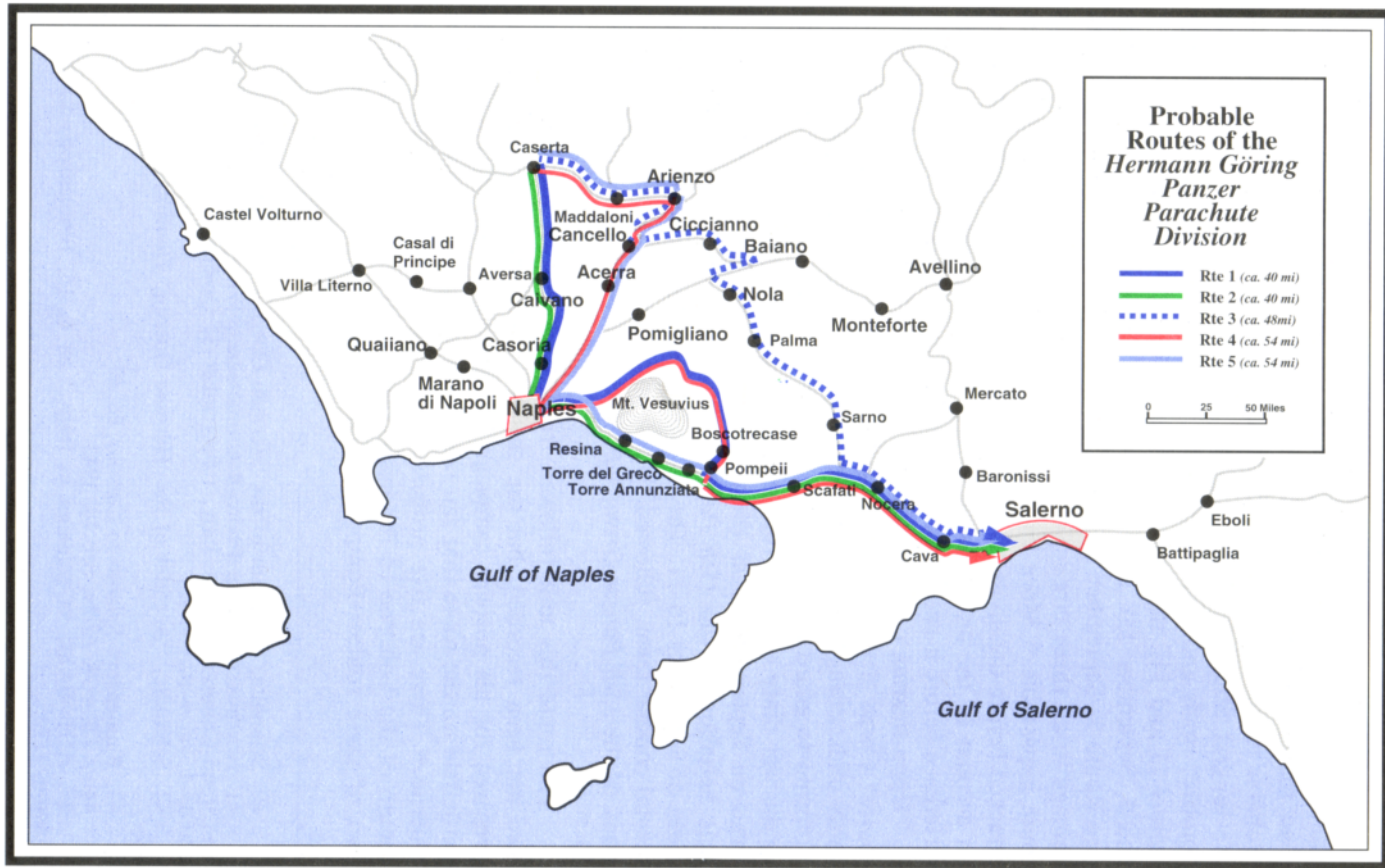 Probable
Routes of the
Hermann Göring
Panzer
Parachute
Division
Rte 1 (ca. 40 mi)
Rte 2 (ca. 40 mi)
Rte 3 (ca. 48mi)
Rte 4 (ca. 54 mi)
Rte 5 (ca. 54 mi)
0 25 50 Miles
Caserta
Arienzo
Maddaloni
Cancello
Ciccianno
Baiano
Castel Volturno
Casal di
Principe
Villa Literno
Aversa
Acerra
Caivano
Avellino
Nola
Monteforte
Pomigliano
Palma
Quaiiano
Casoria
Marano
di Napoli
Naples
Mt. Vesuvius
Mercato
Sarno
Boscotrecase
Resina
Pompeii
Torre del Greco
Torre Annunziata
Scafati
Nocera
Baronissi
Salerno
Eboli
Battipaglia
Cava
Gulf of Naples
Gulf of Salerno